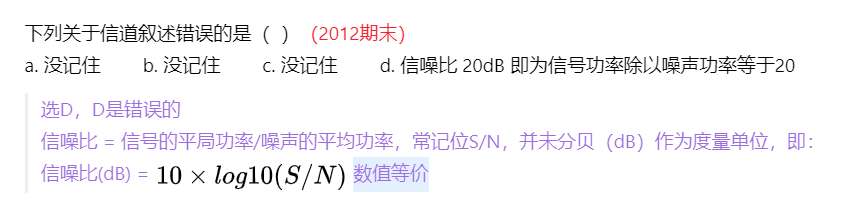 下列关于信道叙述错误的是（ ）（2012期末）
a. 没记住 b. 没记住 c. 没记住 d. 信噪比 20dB 即为信号功率除以噪声功率等于20
选D，D是错误的
信噪比 = 信号的平局功率/噪声的平均功率，常记位S/N，并未分贝（dB）作为度量单位，即：
信噪比(dB) = 10 × log10(S/N) 数值等价